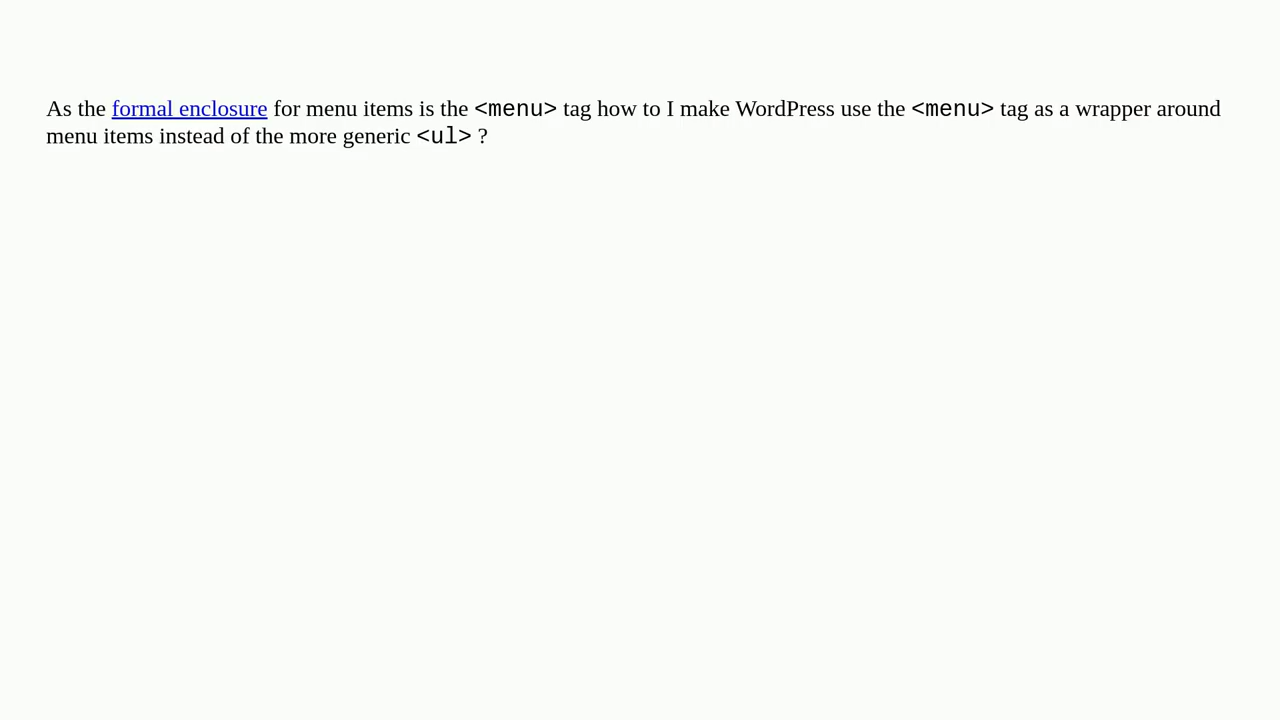 As the formal enclosure for menu items is the <menu> tag how to I make WordPress use the <menu> tag as a wrapper around
menu items instead of the more generic <ul> ?